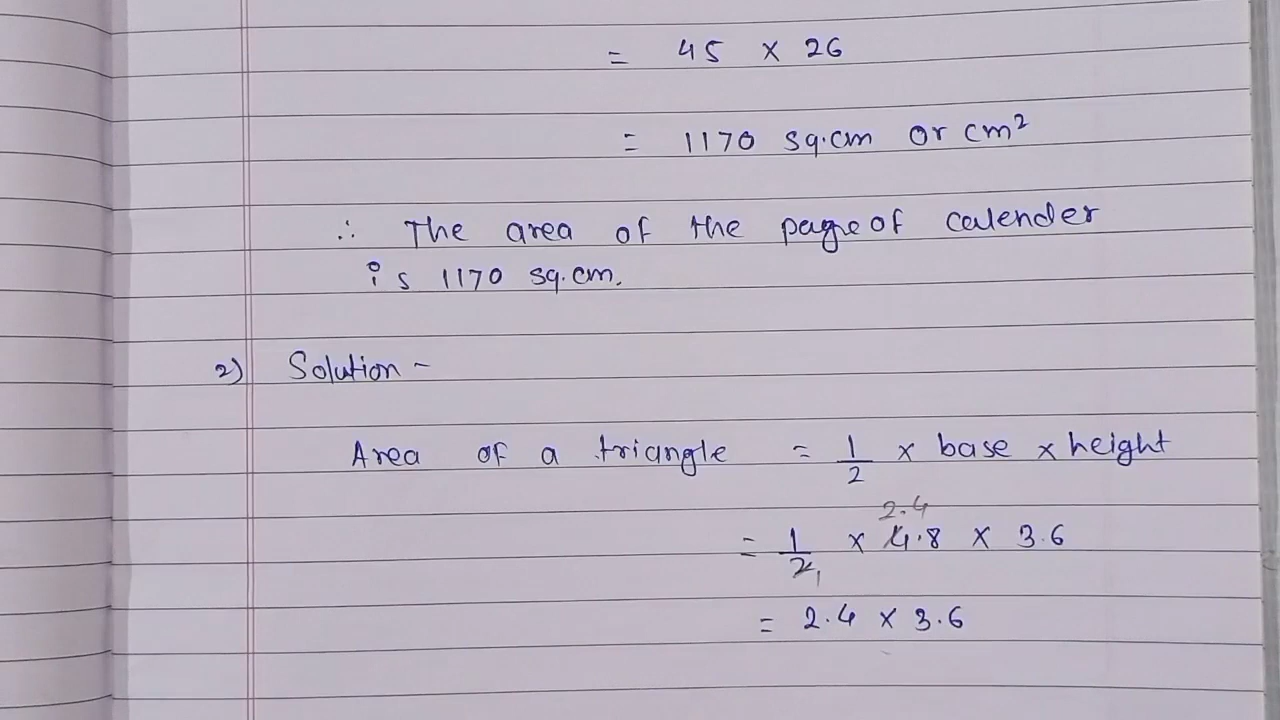 = 45 × 26
= 1170 sq.cm or cm²
∴ The area of the page of calender
is 1170 sq.cm.
2) Solution -
Area of a triangle = 1/2 × base × height
2.4
= 1/2 1 × 4.8 × 3.6
= 2.4 × 3.6